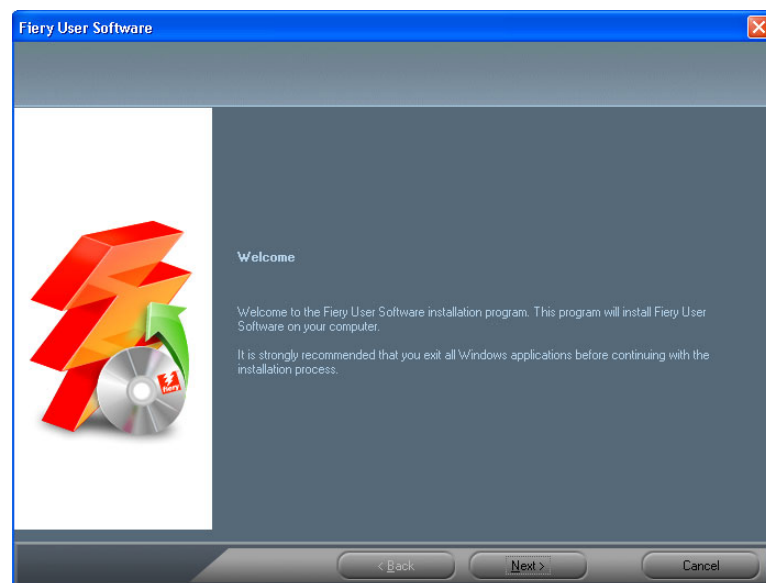 Fiery User Software
Welcome
Welcome to the Fiery User Software installation program. This program will install Fiery User
Software on your computer.
It is strongly recommended that you exit all Windows applications before continuing with the
installation process.
fiery
< Back
Next >
Cancel